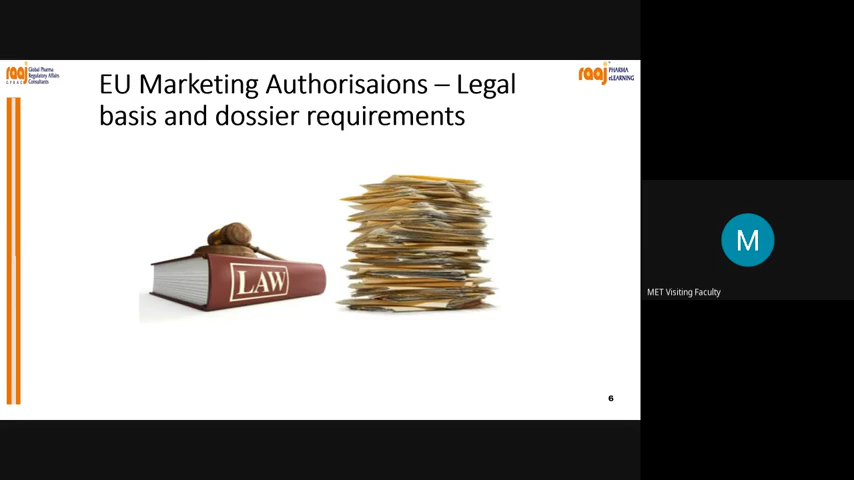 raaj
Global Pharma
Regulatory Affairs
Consultants
raaj
PHARMA
eLEARNING
EU Marketing Authorisaions – Legal
basis and dossier requirements
LAW
6
M
MET Visiting Faculty